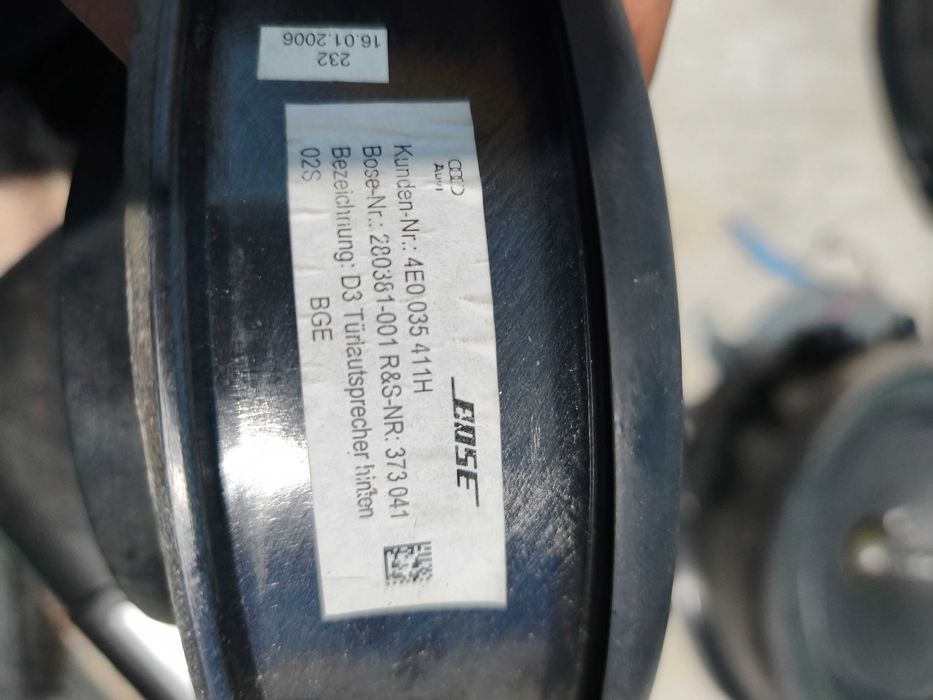 232
16.01.2006
Audi
BOSE
Kunden-Nr.: 4E0 035 411H
Bose-Nr.: 280381-001 R&S-NR: 373 041
Bezeichnung: D3 Türlautsprecher hinten
02S BGE